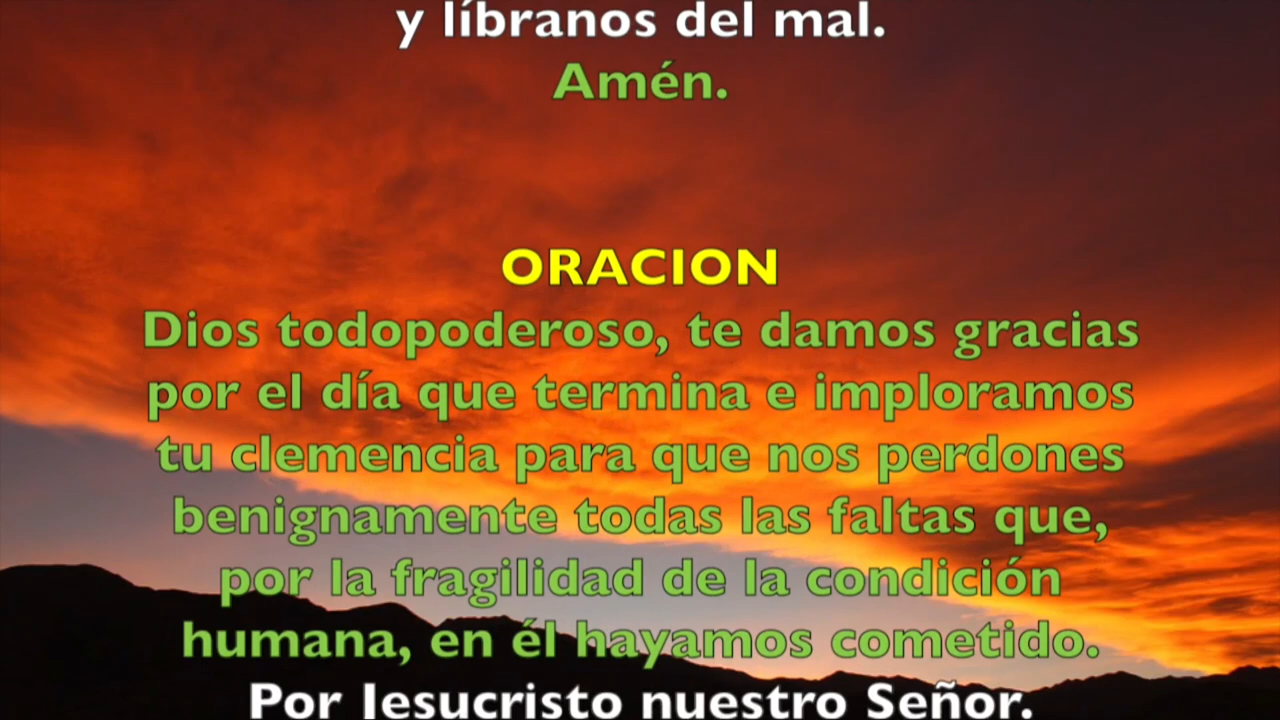 y líbranos del mal.
Amén.
ORACION
Dios todopoderoso, te damos gracias
por el día que termina e imploramos
tu clemencia para que nos perdones
benignamente todas las faltas que,
por la fragilidad de la condición
humana, en él hayamos cometido.
Por Jesucristo nuestro Señor.